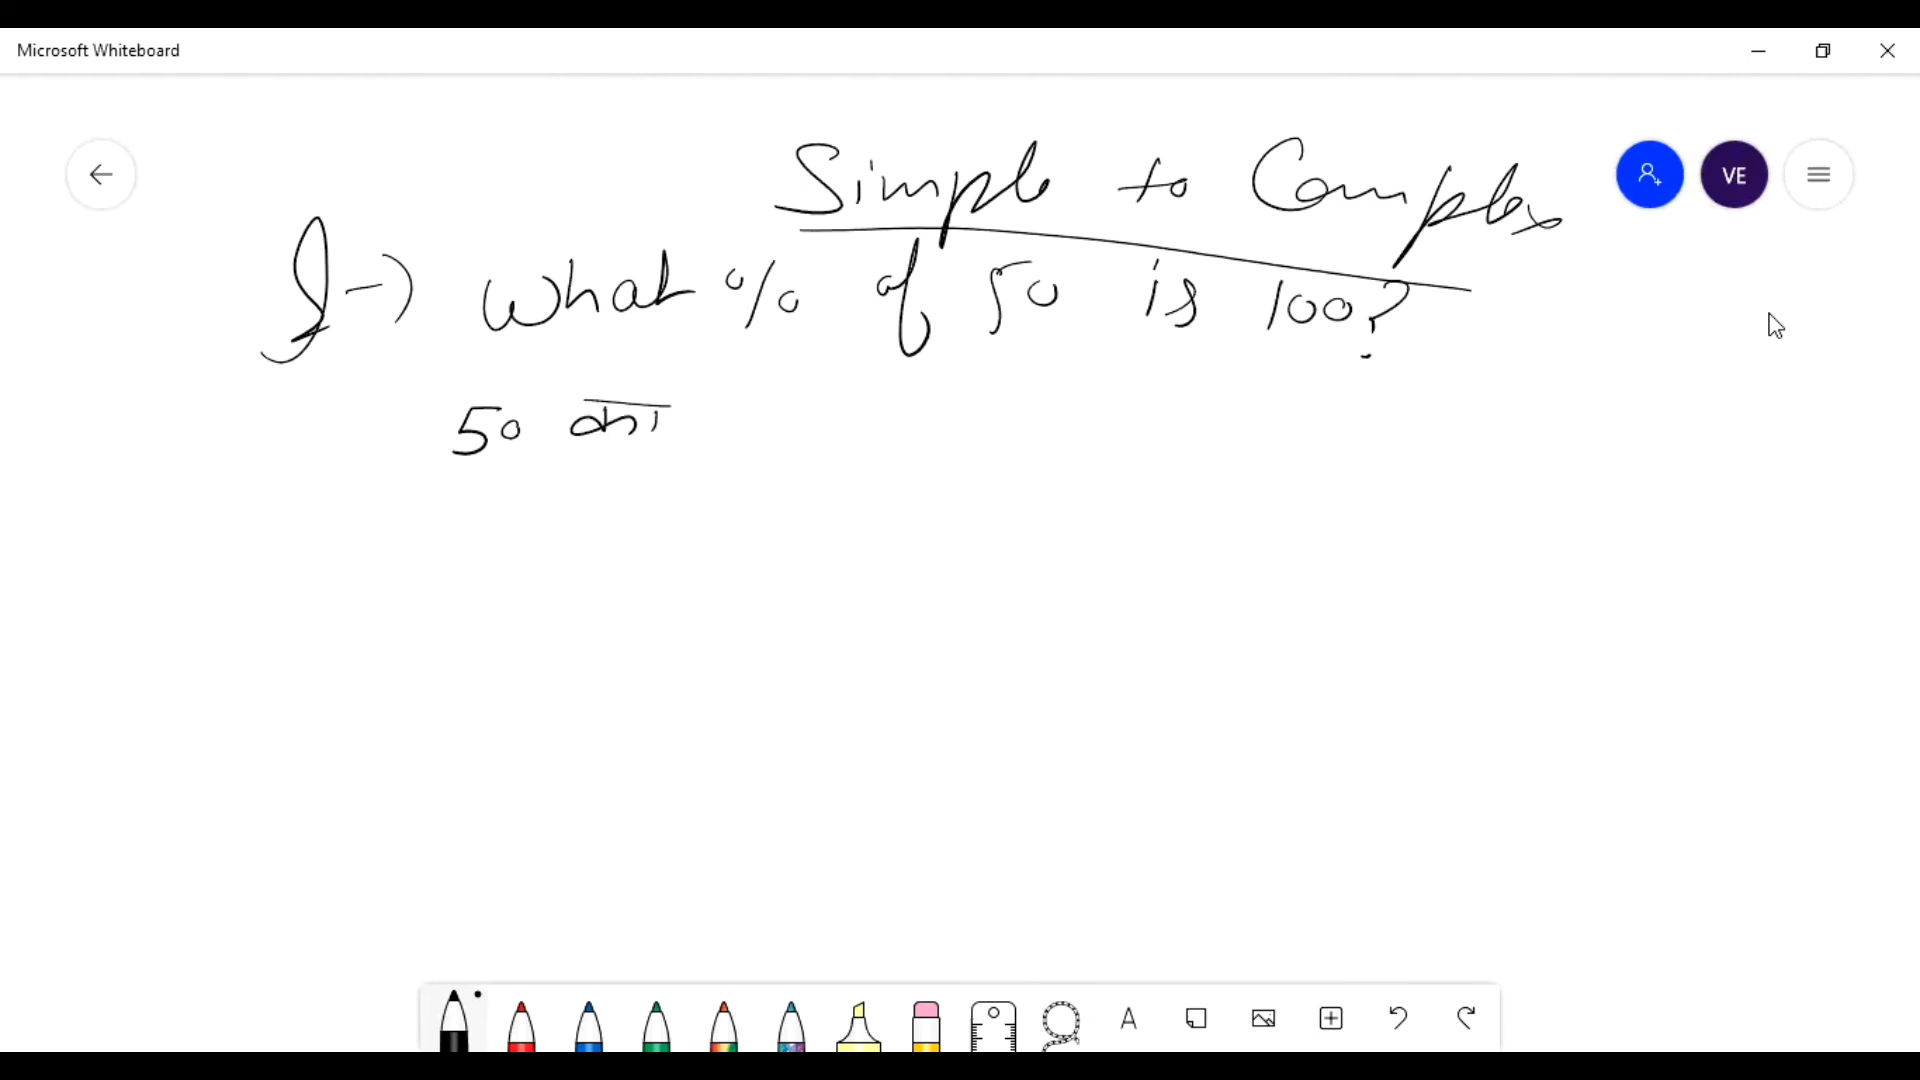 Microsoft Whiteboard
Simple to Complex
VE
Q-) What % of 50 is 100?
50
A